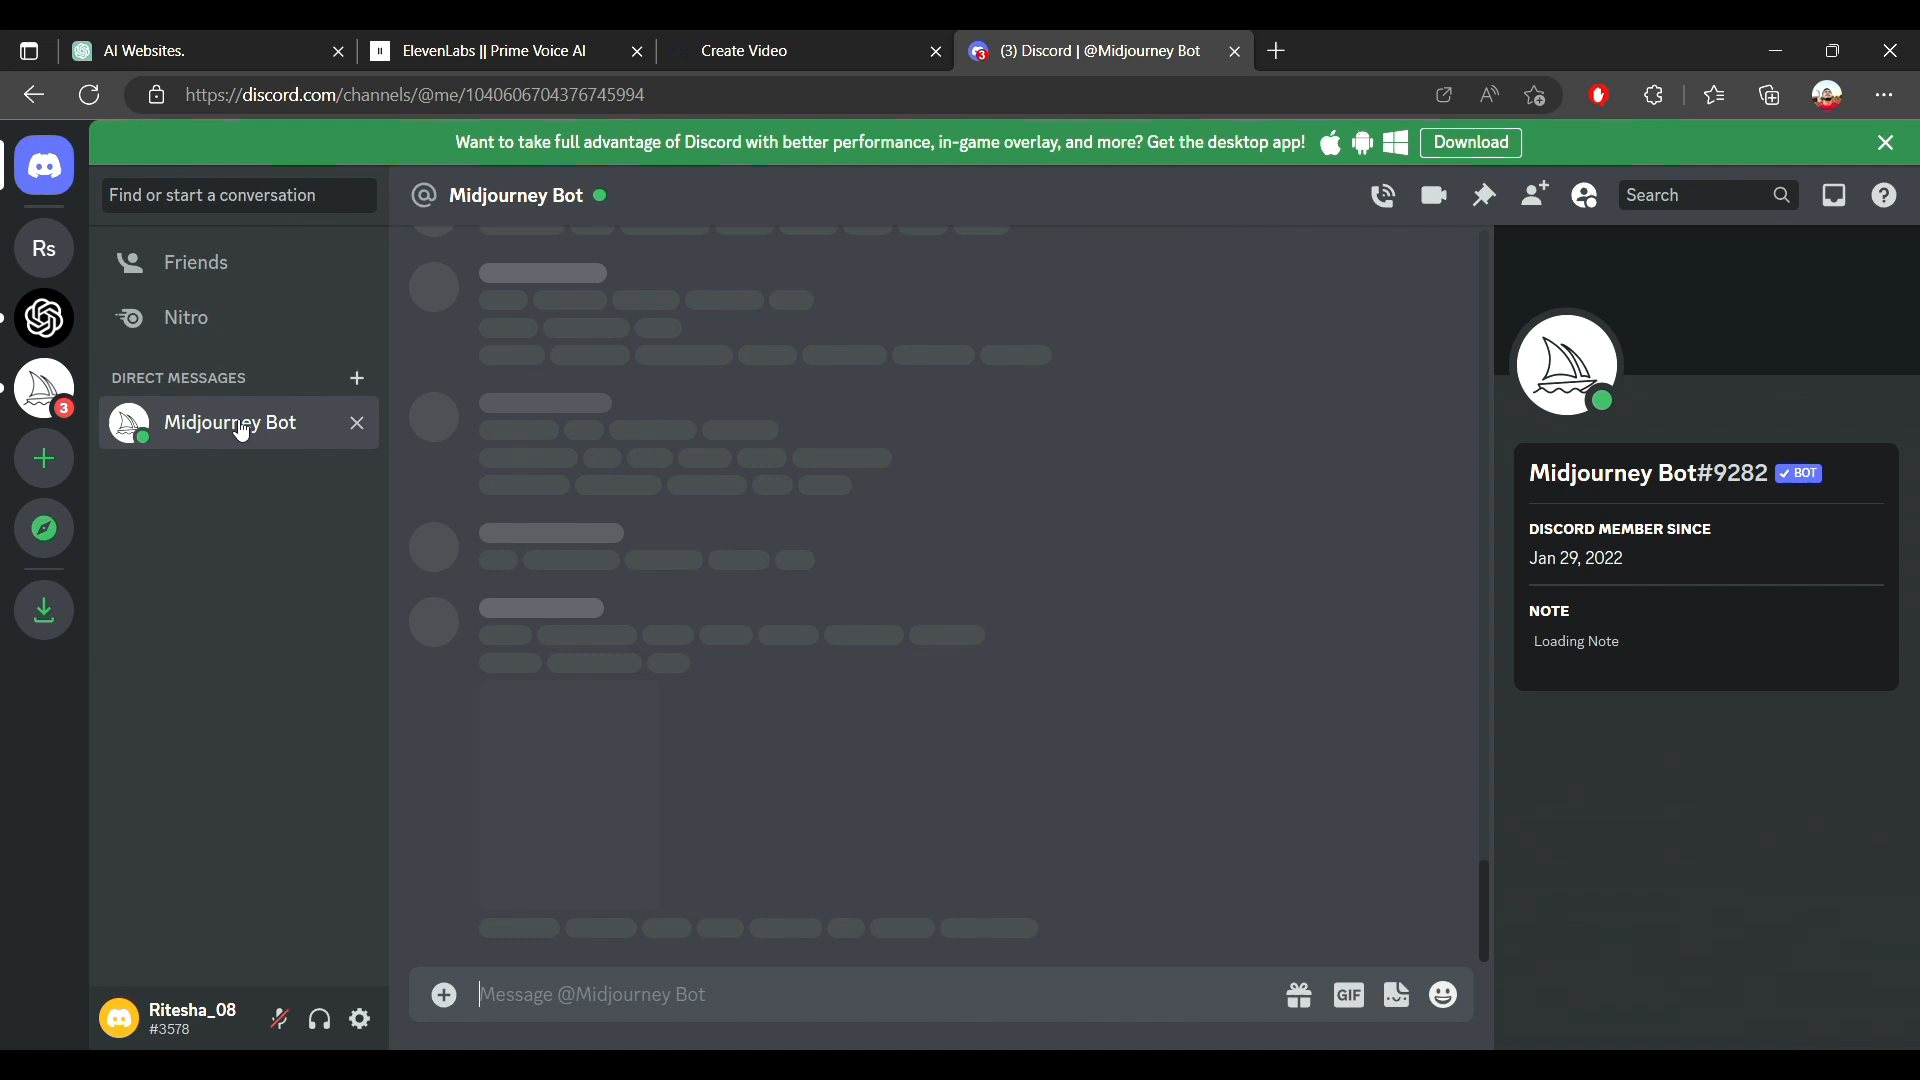 AI Websites.
ElevenLabs || Prime Voice AI
Create Video
(3) Discord | @Midjourney Bot
https://discord.com/channels/@me/1040606704376745994
Want to take full advantage of Discord with better performance, in-game overlay, and more? Get the desktop app!
Download
Find or start a conversation
Midjourney Bot
Search
Rs
Friends
Nitro
DIRECT MESSAGES
Midjourney Bot
3
Midjourney Bot#9282
BOT
DISCORD MEMBER SINCE
Jan 29, 2022
NOTE
Loading Note
Message @Midjourney Bot
GIF
Ritesha_08
#3578